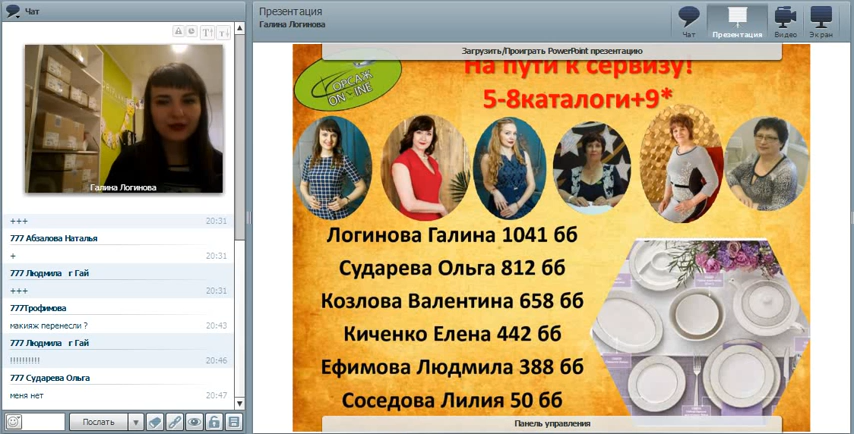 Чат
Галина Логинова
+++ 20:31
777 Абзалова Наталья
+ 20:31
777 Людмила г Гай
+++ 20:31
777Трофимова
макияж перенесли ? 20:43
777 Людмила г Гай
!!!!!!!!!! 20:46
777 Сударева Ольга
меня нет 20:47
Послать
Презентация
Галина Логинова
Чат
Презентация
Видео
Экран
Загрузить/Проиграть PowerPoint презентацию
ОРСАЖ
ON-LINE
На пути к сервизу!
5-8каталоги+9*
Логинова Галина 1041 бб
Сударева Ольга 812 бб
Козлова Валентина 658 бб
Киченко Елена 442 бб
Ефимова Людмила 388 бб
Соседова Лилия 50 бб
Панель управления